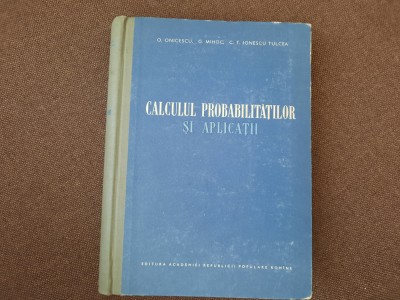 O. ONICESCU, G. MIHOC, C. T. IONESCU TULCEA
CALCULUL PROBABILITĂȚILOR
ȘI APLICAȚII
EDITURA ACADEMIEI REPUBLICII POPULARE ROMÎNE